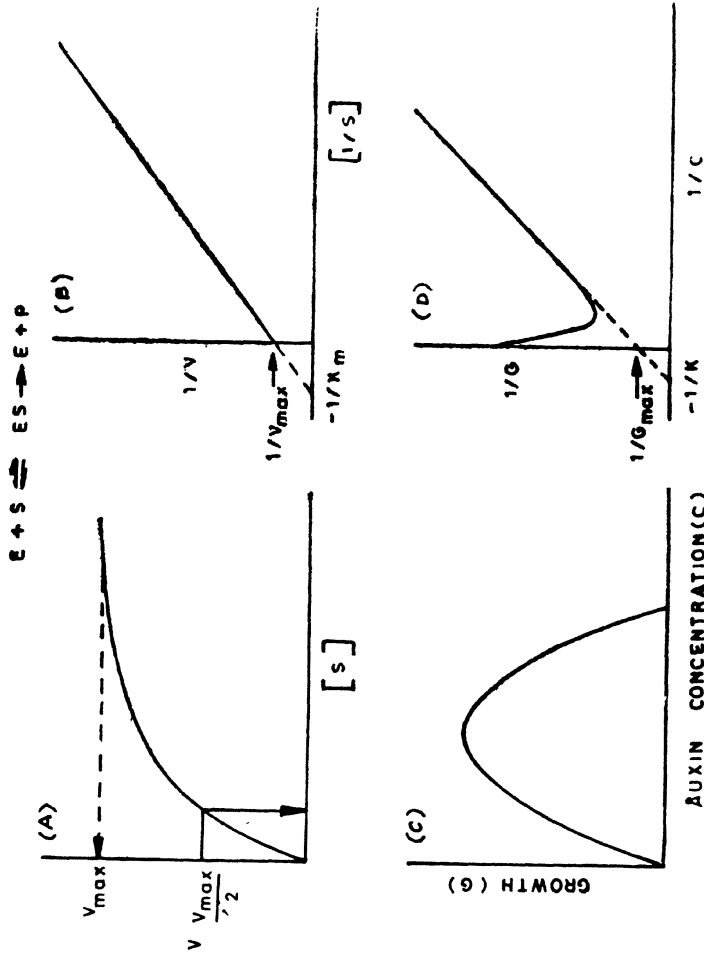 E + S ⇌ ES → E + P
(A)
Vmax
V Vmax/2
[S]
(B)
1/V
1/Vmax
-1/Km
[1/S]
(C)
GROWTH (G)
AUXIN CONCENTRATION(C)
(D)
1/G
1/Gmax
-1/K
1/C